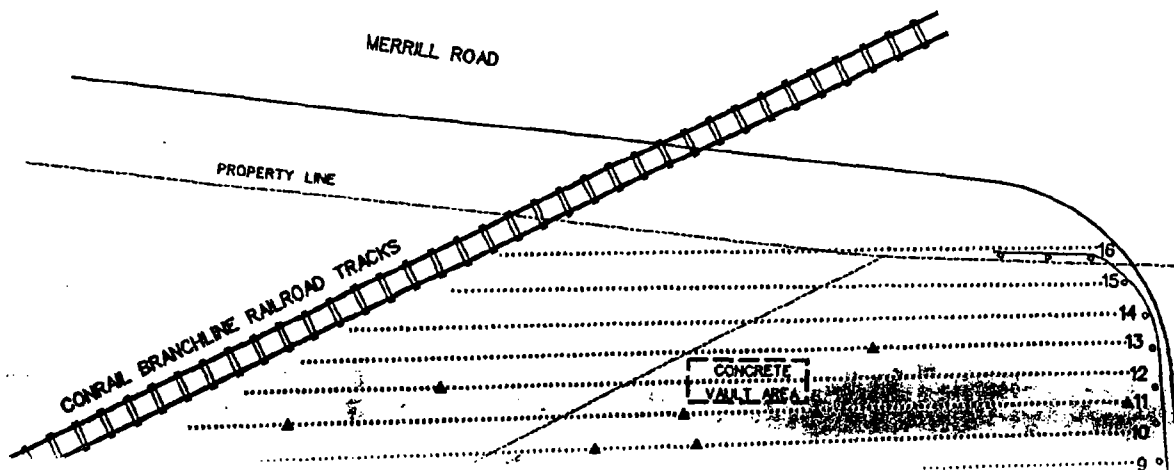 MERRILL ROAD
PROPERTY LINE
CONRAIL BRANCHLINE RAILROAD TRACKS
16
15
14
13
CONCRETE
VAULT AREA
12
11
10
9